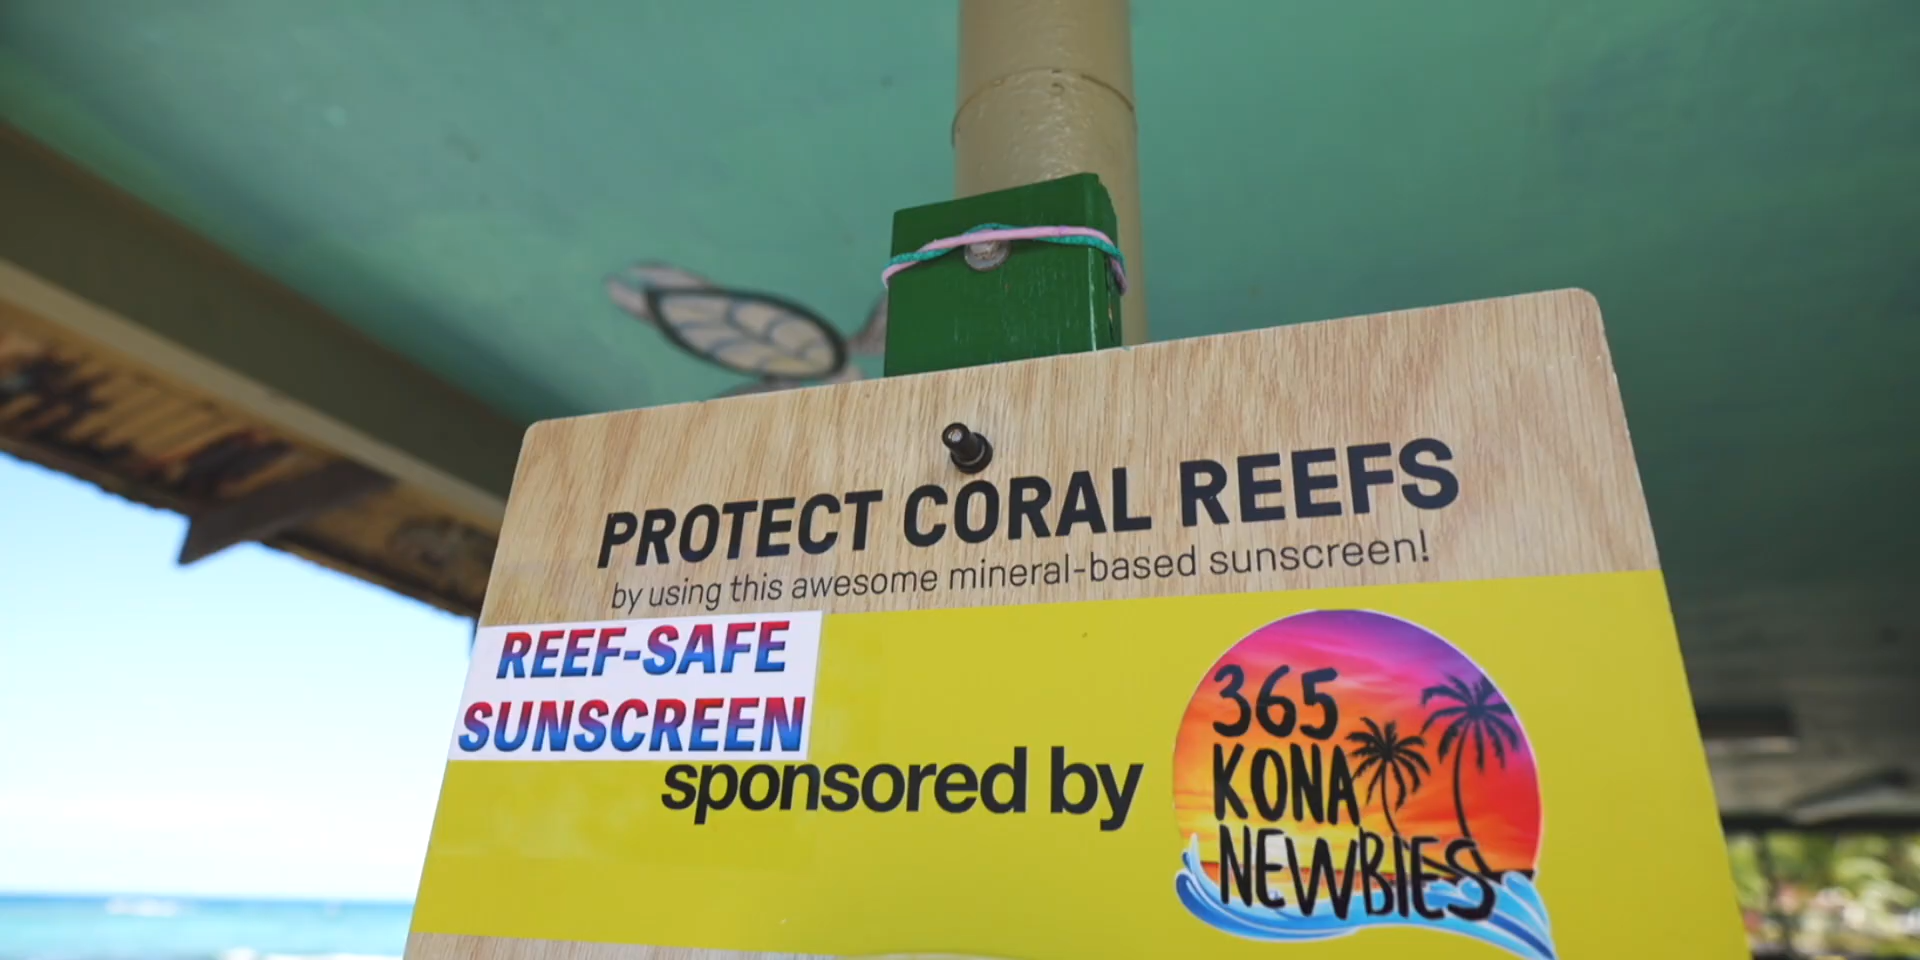 PROTECT CORAL REEFS
by using this awesome mineral-based sunscreen!
REEF-SAFE
SUNSCREEN
sponsored by
365
KONA
NEWBIES